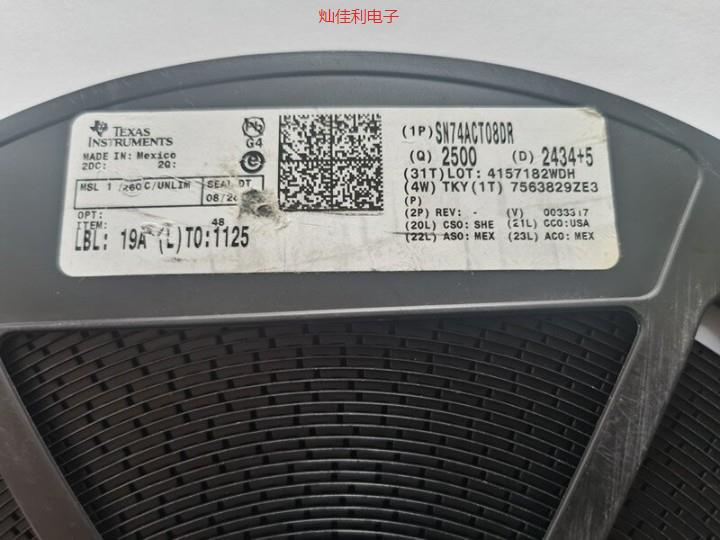 灿佳利电子
TEXAS
INSTRUMENTS
G4
MADE IN: Mexico
2DC: 2Q:
MSL 1 /260C/UNLIM SEAL DT
OPT:
ITEM: 48
LBL: 19A (L)TO:1125
(1P)SN74ACT08DR
(Q) 2500 (D) 2434+5
(31T)LOT: 4157182WDH
(4W) TKY(1T) 7563829ZE3
(P)
(2P) REV: - (V) 0033317
(20L) CSO: SHE (21L) CCO:USA
(22L) ASO: MEX (23L) ACO: MEX